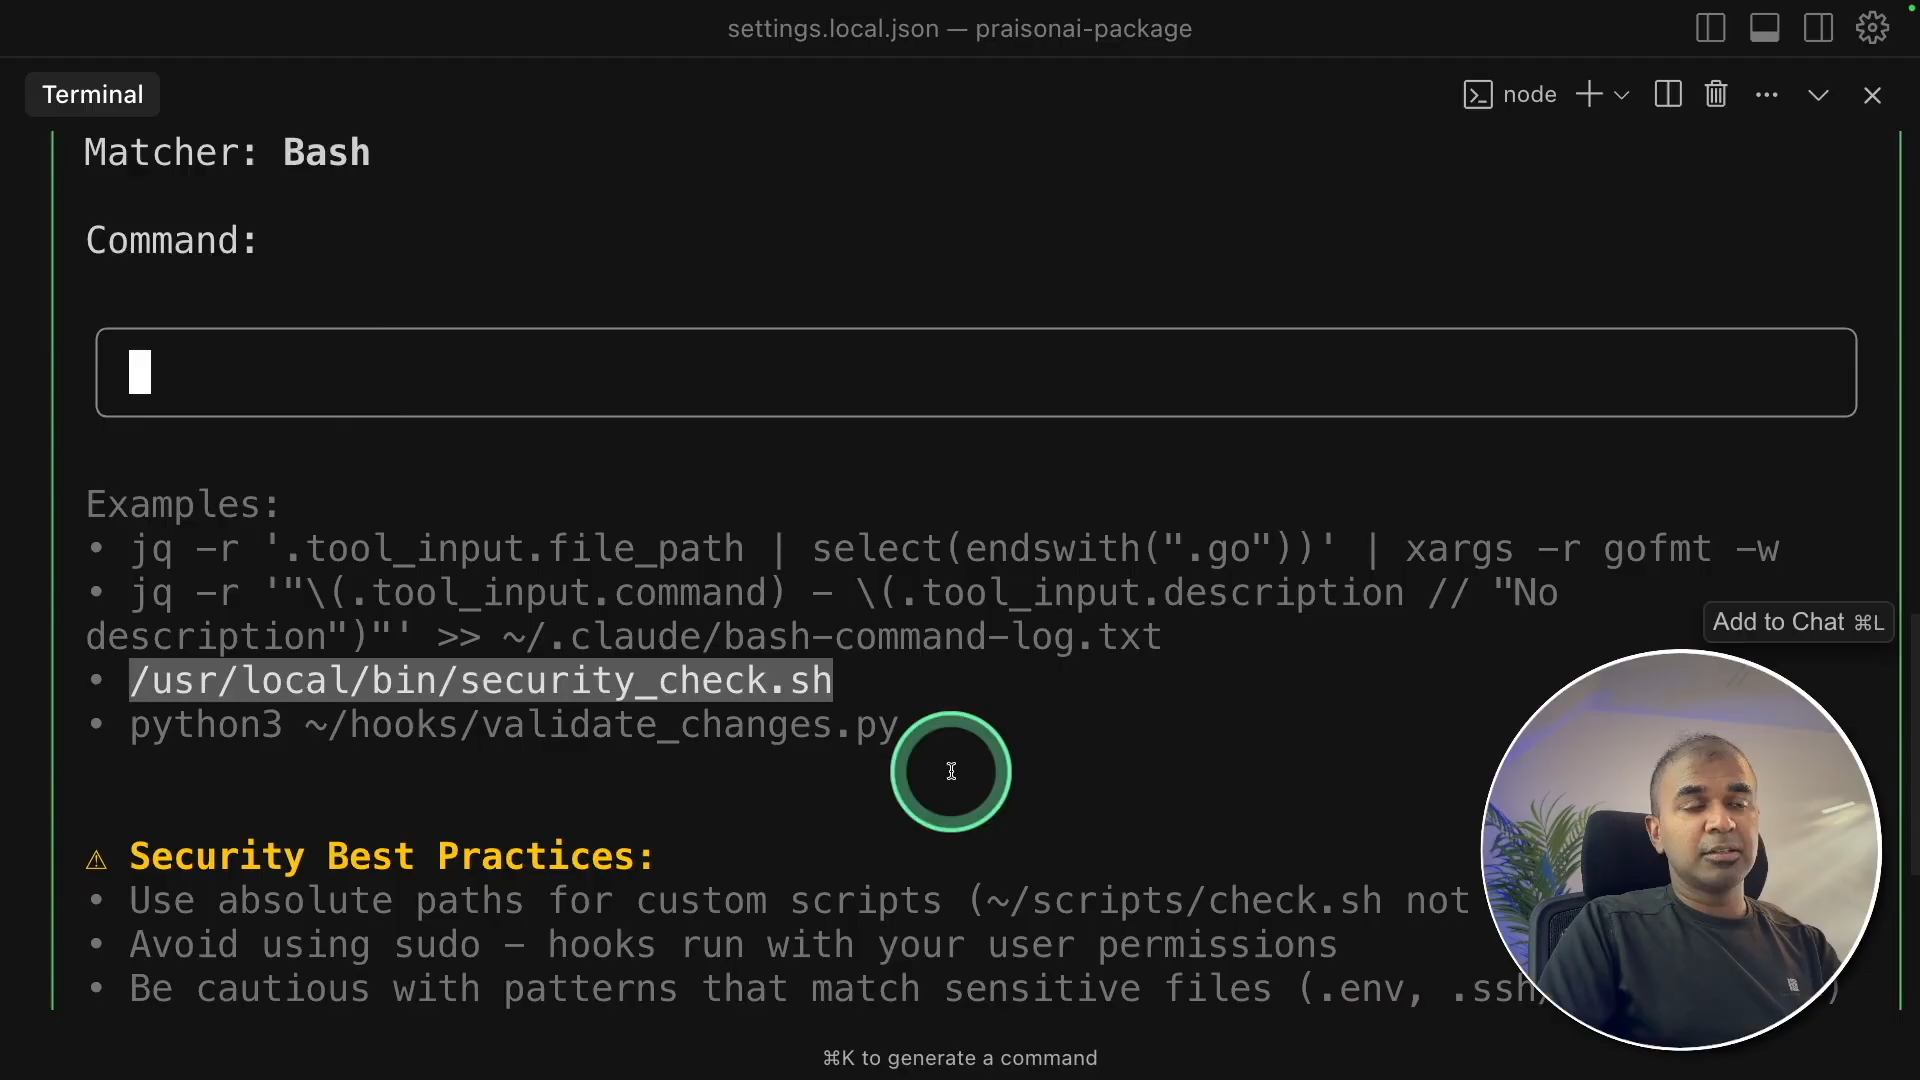 settings.local.json — praisonai-package
Terminal
node
Matcher: Bash
Command:
Examples:
• jq -r '.tool_input.file_path | select(endswith(".go"))' | xargs -r gofmt -w
• jq -r '"\(.tool_input.command) - \(.tool_input.description // "No
description")"' >> ~/.claude/bash-command-log.txt
Add to Chat ⌘L
• /usr/local/bin/security_check.sh
• python3 ~/hooks/validate_changes.py
⚠ Security Best Practices:
• Use absolute paths for custom scripts (~/scripts/check.sh not
• Avoid using sudo - hooks run with your user permissions
• Be cautious with patterns that match sensitive files (.env, .ssh/
⌘K to generate a command